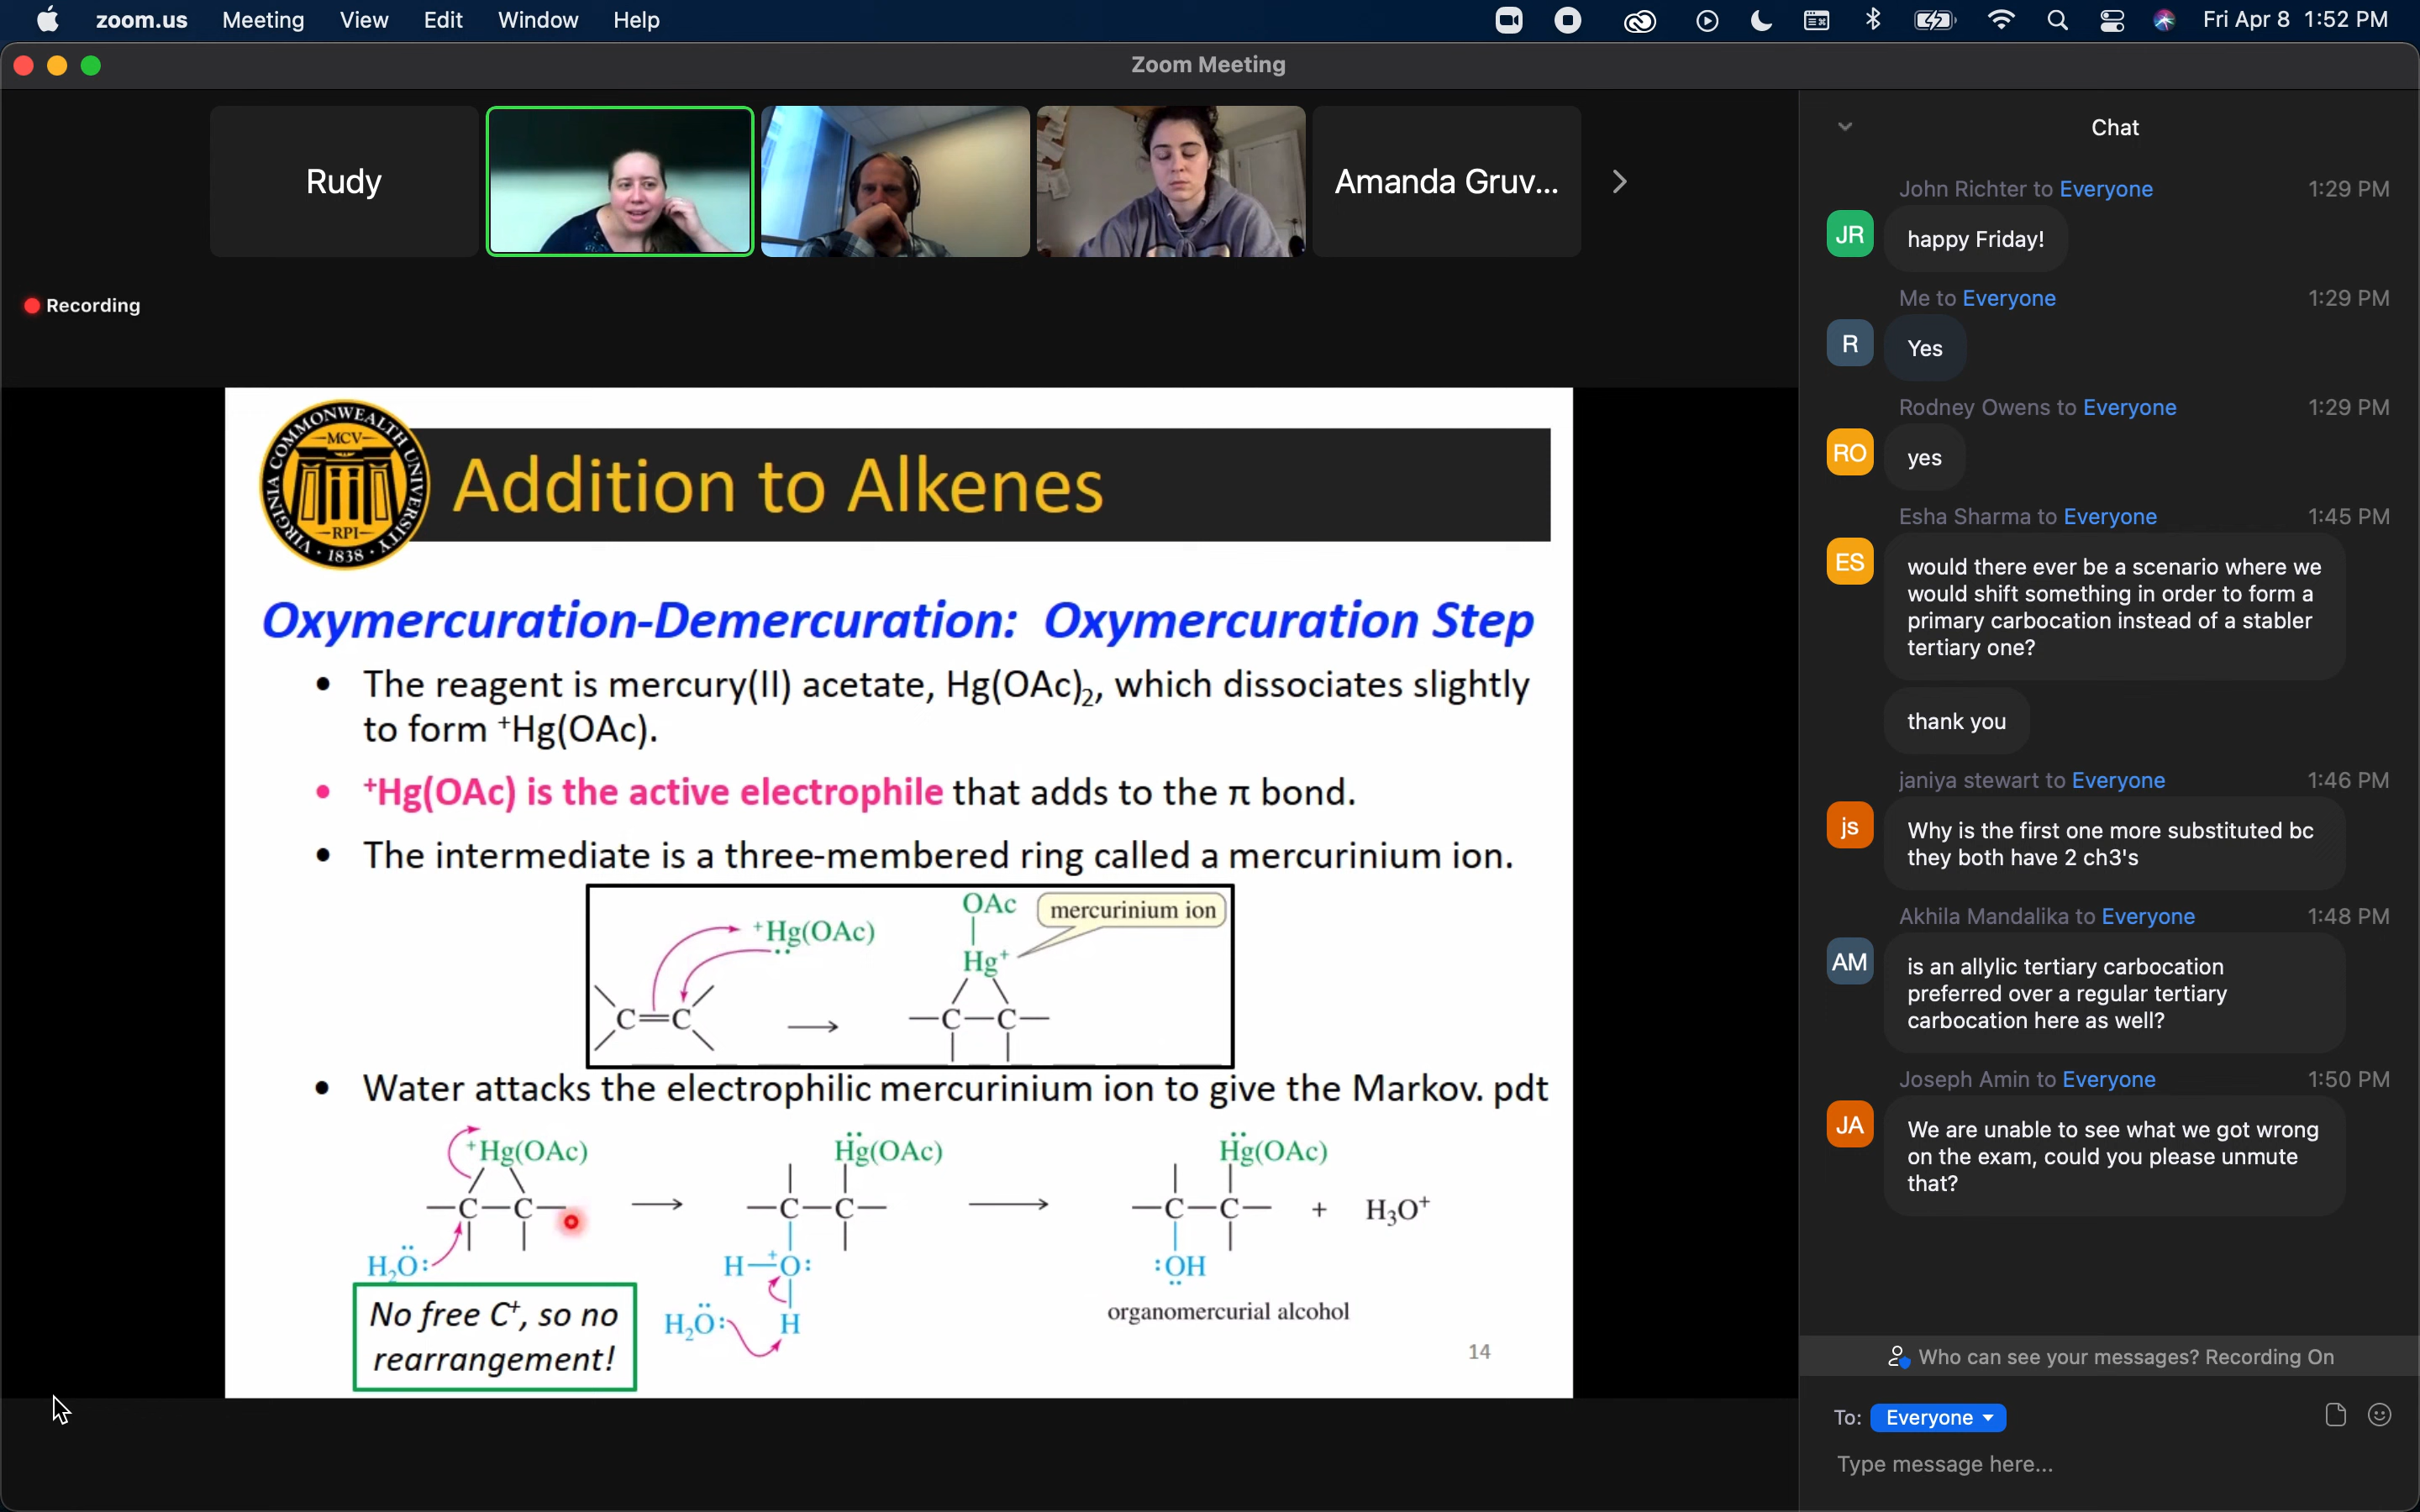 zoom.us Meeting View Edit Window Help Fri Apr 8 1:52 PM
Zoom Meeting
Rudy
Amanda Gruv...
Recording
VIRGINIA COMMONWEALTH UNIVERSITY
MCV
RPI
1838
Addition to Alkenes
Oxymercuration-Demercuration: Oxymercuration Step
• The reagent is mercury(II) acetate, Hg(OAc)₂, which dissociates slightly
to form ⁺Hg(OAc).
• ⁺Hg(OAc) is the active electrophile that adds to the π bond.
• The intermediate is a three-membered ring called a mercurinium ion.
OAc mercurinium ion
⁺Hg(OAc)
Hg⁺
C=C → —C—C—
• Water attacks the electrophilic mercurinium ion to give the Markov. pdt
⁺Hg(OAc) Hg(OAc) Hg(OAc)
—C—C— → —C—C— → —C—C— + H₃O⁺
H₂O: H—⁺O: :OH
No free C⁺, so no
rearrangement!
H₂O: H
organomercurial alcohol
14
Chat
John Richter to Everyone 1:29 PM
JR happy Friday!
Me to Everyone 1:29 PM
R Yes
Rodney Owens to Everyone 1:29 PM
RO yes
Esha Sharma to Everyone 1:45 PM
ES
would there ever be a scenario where we
would shift something in order to form a
primary carbocation instead of a stabler
tertiary one?
thank you
janiya stewart to Everyone 1:46 PM
js
Why is the first one more substituted bc
they both have 2 ch3's
Akhila Mandalika to Everyone 1:48 PM
AM
is an allylic tertiary carbocation
preferred over a regular tertiary
carbocation here as well?
Joseph Amin to Everyone 1:50 PM
JA
We are unable to see what we got wrong
on the exam, could you please unmute
that?
Who can see your messages? Recording On
To: Everyone
Type message here...